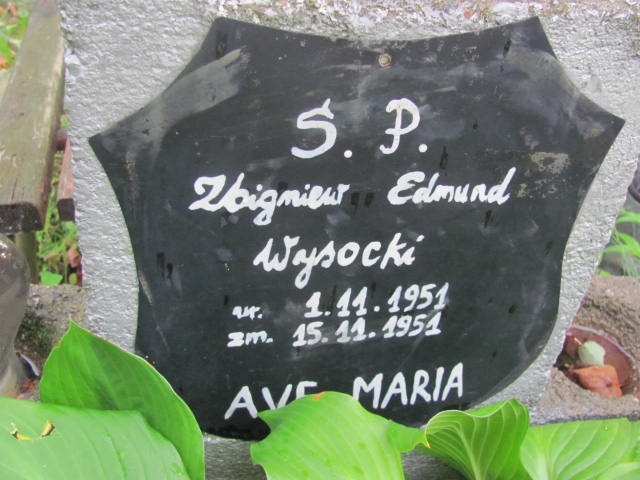 S. P.
Zbigniew Edmund
Wysocki
ur. 1.11.1951
zm. 15.11.1951
AVE MARIA